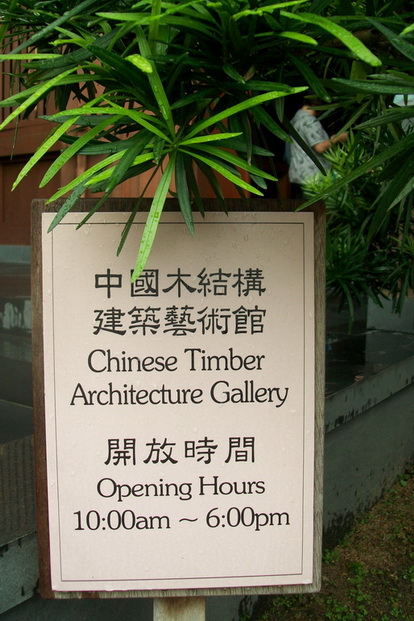 中國木結構
建築藝術館
Chinese Timber
Architecture Gallery
開放時間
Opening Hours
10:00am ~ 6:00pm